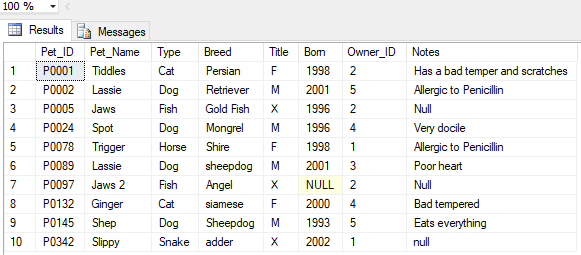 100 %
Results Messages
Pet_ID Pet_Name Type Breed Title Born Owner_ID Notes
1 P0001 Tiddles Cat Persian F 1998 2 Has a bad temper and scratches
2 P0002 Lassie Dog Retriever M 2001 5 Allergic to Penicillin
3 P0005 Jaws Fish Gold Fish X 1996 2 Null
4 P0024 Spot Dog Mongrel M 1996 4 Very docile
5 P0078 Trigger Horse Shire F 1998 1 Allergic to Penicillin
6 P0089 Lassie Dog sheepdog M 2001 3 Poor heart
7 P0097 Jaws 2 Fish Angel X NULL 2 Null
8 P0132 Ginger Cat siamese F 2000 4 Bad tempered
9 P0145 Shep Dog Sheepdog M 1993 5 Eats everything
10 P0342 Slippy Snake adder X 2002 1 null